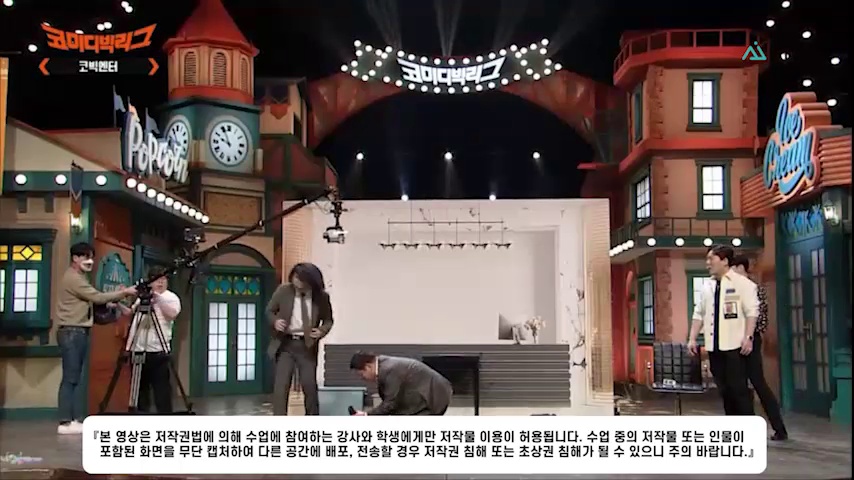 코미디빅리그
코빅엔터
코미디빅리그
Popcorn
Ice
Cream
『본 영상은 저작권법에 의해 수업에 참여하는 강사와 학생에게만 저작물 이용이 허용됩니다. 수업 중의 저작물 또는 인물이
포함된 화면을 무단 캡처하여 다른 공간에 배포, 전송할 경우 저작권 침해 또는 초상권 침해가 될 수 있으니 주의 바랍니다.』